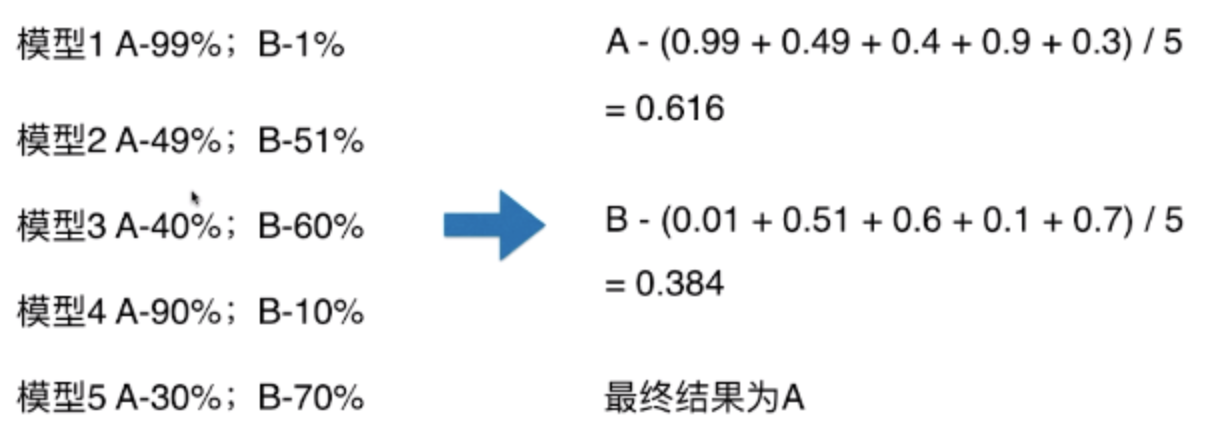 模型1 A-99%；B-1%
模型2 A-49%；B-51%
模型3 A-40%；B-60%
模型4 A-90%；B-10%
模型5 A-30%；B-70%
A - (0.99 + 0.49 + 0.4 + 0.9 + 0.3) / 5
= 0.616
B - (0.01 + 0.51 + 0.6 + 0.1 + 0.7) / 5
= 0.384
最终结果为A